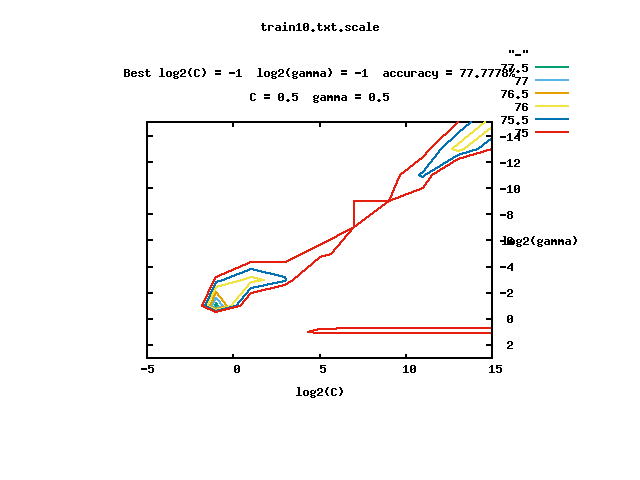 train10.txt.scale
"-"
77.5
Best log2(C) = -1  log2(gamma) = -1  accuracy = 77.7778%
77
76.5
C = 0.5  gamma = 0.5
76
75.5
75
-14
-12
-10
-8
-6
log2(gamma)
-4
-2
0
2
-5 0 5 10 15
log2(C)